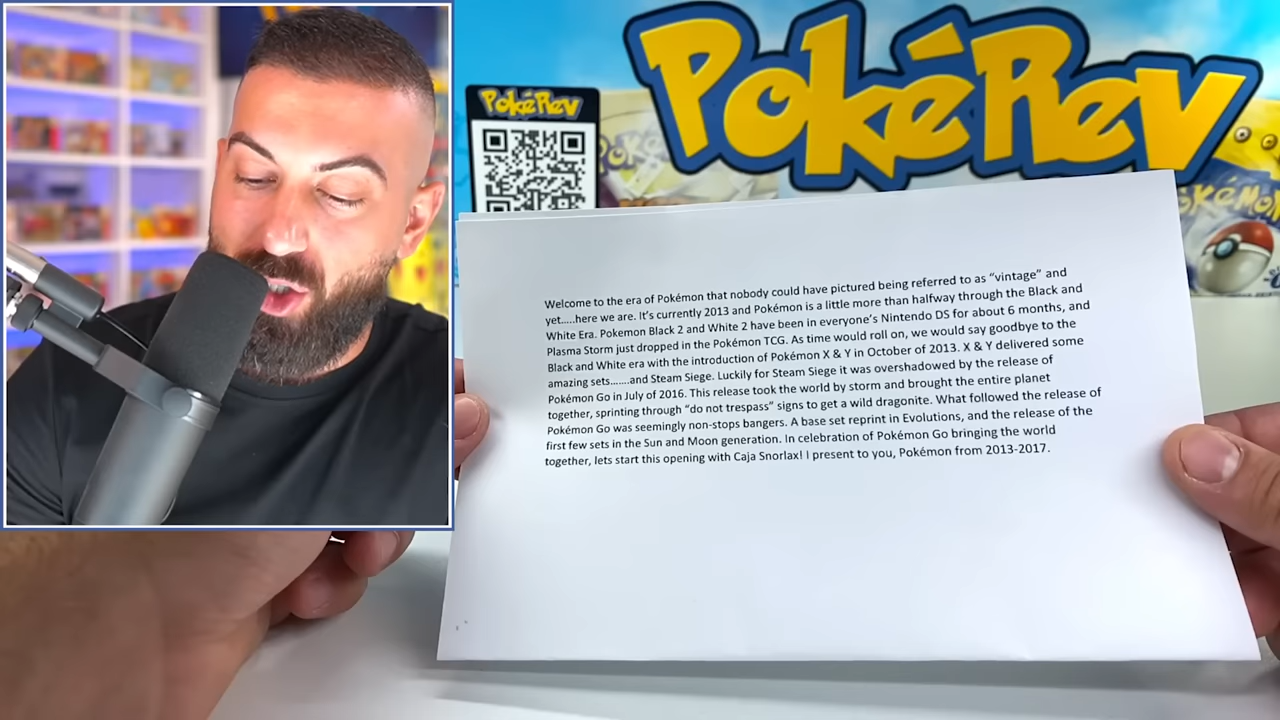 PokéRev
PokéRev
POKÉMON
Welcome to the era of Pokémon that nobody could have pictured being referred to as “vintage” and
yet.....here we are. It’s currently 2013 and Pokémon is a little more than halfway through the Black and
White Era. Pokemon Black 2 and White 2 have been in everyone’s Nintendo DS for about 6 months, and
Plasma Storm just dropped in the Pokémon TCG. As time would roll on, we would say goodbye to the
Black and White era with the introduction of Pokémon X & Y in October of 2013. X & Y delivered some
amazing sets.......and Steam Siege. Luckily for Steam Siege it was overshadowed by the release of
Pokémon Go in July of 2016. This release took the world by storm and brought the entire planet
together, sprinting through “do not trespass” signs to get a wild dragonite. What followed the release of
Pokémon Go was seemingly non-stops bangers. A base set reprint in Evolutions, and the release of the
first few sets in the Sun and Moon generation. In celebration of Pokémon Go bringing the world
together, lets start this opening with Caja Snorlax! I present to you, Pokémon from 2013-2017.